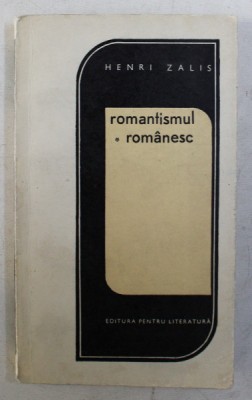 HENRI ZALIS
romantismul
• românesc
EDITURA PENTRU LITERATURĂ